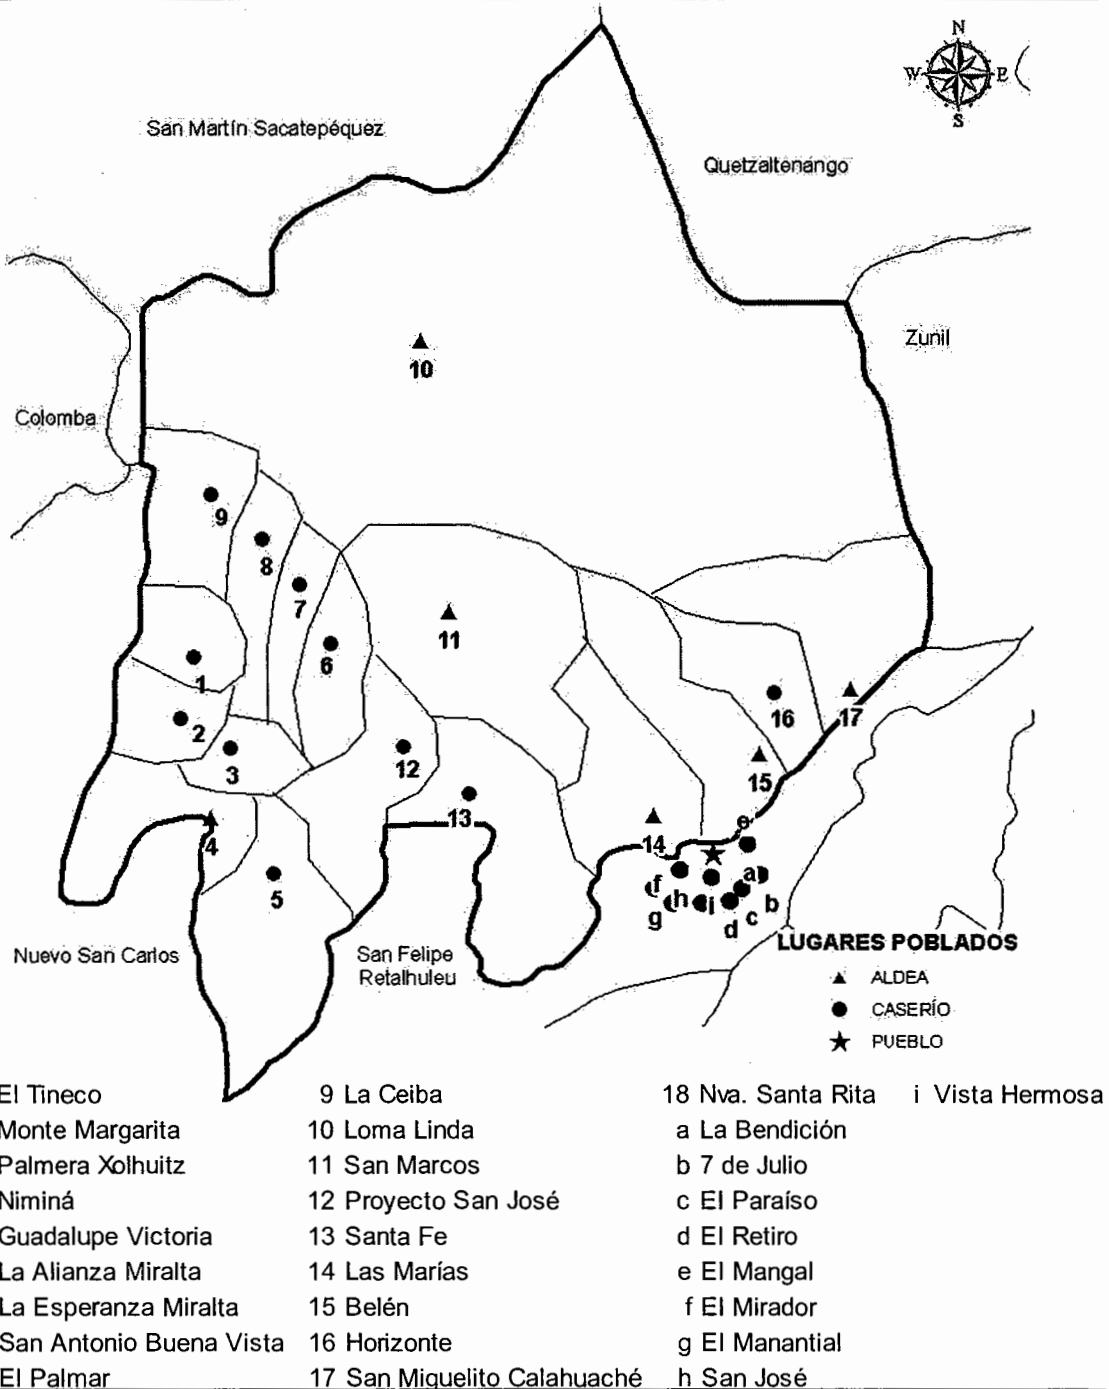 N
W E
S
San Martín Sacatepéquez
Quetzaltenángo
Zunil
10
Colomba
9
8
7
11
6
1
16
17
2
3
12
15
13
e
4
14
5
a
f
h
i
b
g
c
d
LUGARES POBLADOS
Nuevo San Carlos
San Felipe
Retalhuleu
ALDEA
CASERÍO
PUEBLO
El Tineco
Monte Margarita
Palmera Xolhuitz
Niminá
Guadalupe Victoria
La Alianza Miralta
La Esperanza Miralta
San Antonio Buena Vista
El Palmar
9 La Ceiba
10 Loma Linda
11 San Marcos
12 Proyecto San José
13 Santa Fe
14 Las Marías
15 Belén
16 Horizonte
17 San Miguelito Calahuaché
18 Nva. Santa Rita
a La Bendición
b 7 de Julio
c El Paraíso
d El Retiro
e El Mangal
f El Mirador
g El Manantial
h San José
i Vista Hermosa